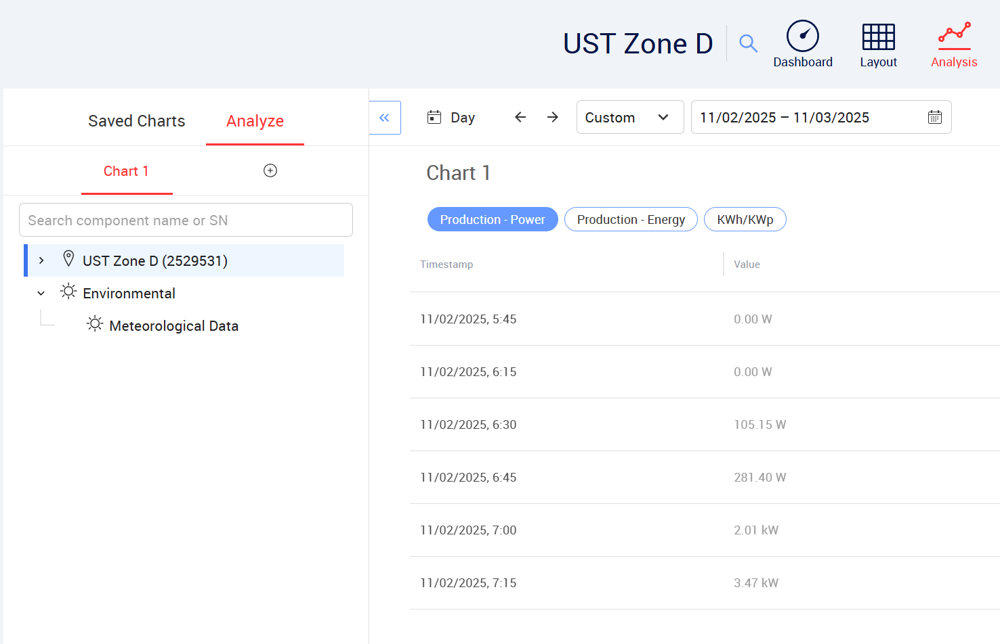 UST Zone D
Dashboard
Layout
Analysis
Saved Charts
Analyze
Day
Custom
11/02/2025 – 11/03/2025
Chart 1
Search component name or SN
UST Zone D (2529531)
Environmental
Meteorological Data
Chart 1
Production - Power
Production - Energy
KWh/KWp
Timestamp Value
11/02/2025, 5:45 0.00 W
11/02/2025, 6:15 0.00 W
11/02/2025, 6:30 105.15 W
11/02/2025, 6:45 281.40 W
11/02/2025, 7:00 2.01 kW
11/02/2025, 7:15 3.47 kW